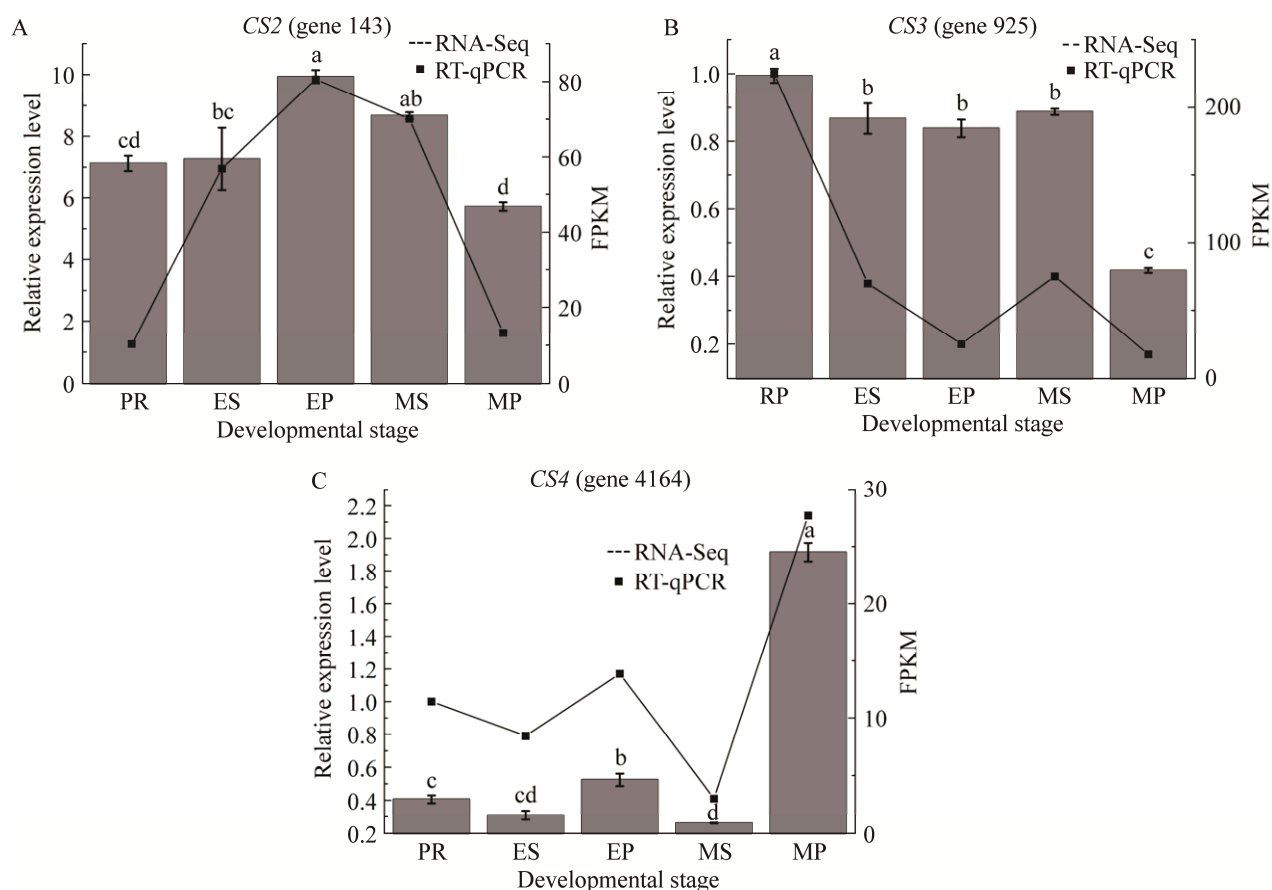 A
CS2 (gene 143)
RNA-Seq
RT-qPCR
Relative expression level
10
8
6
4
2
0
FPKM
80
60
40
20
0
cd
bc
a
ab
d
PR ES EP MS MP
Developmental stage
B
CS3 (gene 925)
RNA-Seq
RT-qPCR
Relative expression level
1.0
0.8
0.6
0.4
0.2
FPKM
200
100
0
a
b
b
b
c
RP ES EP MS MP
Developmental stage
C
CS4 (gene 4164)
RNA-Seq
RT-qPCR
Relative expression level
2.2
2.0
1.8
1.6
1.4
1.2
1.0
0.8
0.6
0.4
0.2
FPKM
30
20
10
0
c
cd
b
d
a
PR ES EP MS MP
Developmental stage